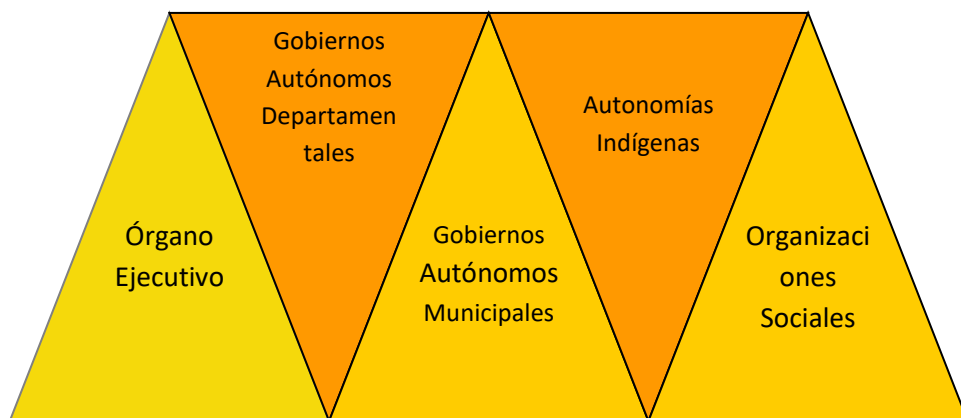 Órgano
Ejecutivo
Gobiernos
Autónomos
Departamen
tales
Gobiernos
Autónomos
Municipales
Autonomías
Indígenas
Organizaci
ones
Sociales